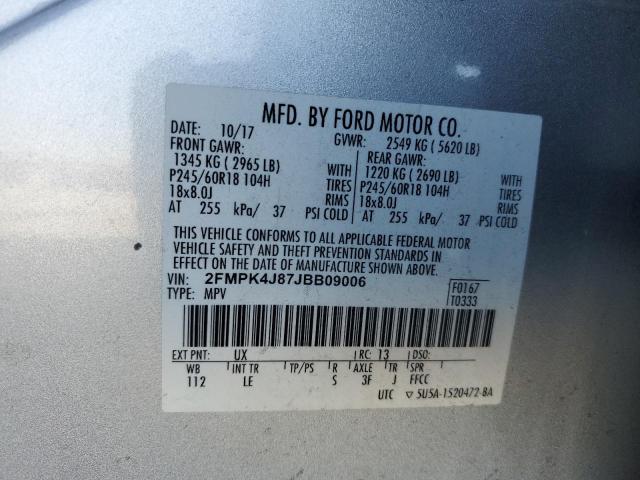 MFD. BY FORD MOTOR CO.
DATE: 10/17 GVWR: 2549 KG ( 5620 LB)
FRONT GAWR: REAR GAWR:
1345 KG ( 2965 LB) WITH 1220 KG ( 2690 LB) WITH
P245/60R18 104H TIRES P245/60R18 104H TIRES
18x8.0J RIMS 18x8.0J RIMS
AT 255 kPa/ 37 PSI COLD AT 255 kPa/ 37 PSI COLD
THIS VEHICLE CONFORMS TO ALL APPLICABLE FEDERAL MOTOR
VEHICLE SAFETY AND THEFT PREVENTION STANDARDS IN
EFFECT ON THE DATE OF MANUFACTURE SHOWN ABOVE.
VIN: 2FMPK4J87JBB09006 F0167
TYPE: MPV T0333
EXT PNT: UX RC: 13 DSO:
WB INT TR TP/PS R AXLE TR SPR
112 LE S 3F J FFCC
UTC ▽ 5U5A-1520472-BA